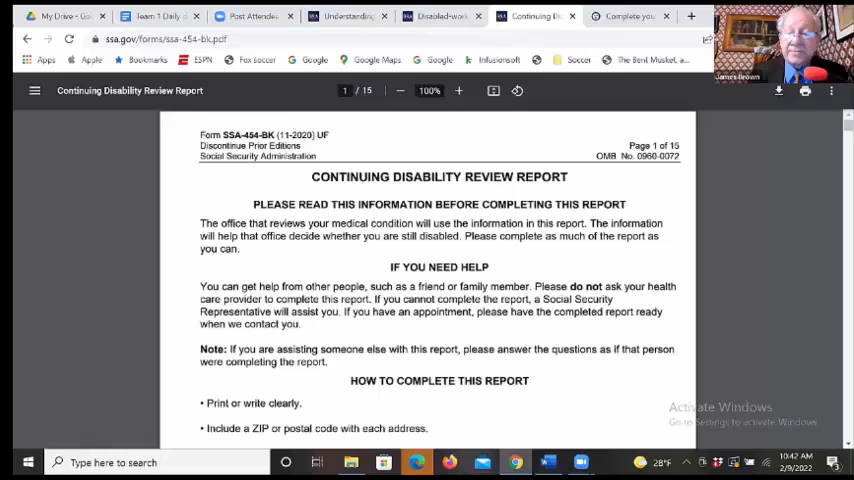 My Drive - Goo
Team 1 Daily d
Post Attende
Understanding
Disabled-work
Continuing Dis
Complete you
ssa.gov/forms/ssa-454-bk.pdf
Apps
Apple
Bookmarks
ESPN
Fox soccer
Google
Google Maps
Google
Infusionsoft
Soccer
The Bent Musket, a...
James Brown
Continuing Disability Review Report
1 / 15
100%
Form SSA-454-BK (11-2020) UF
Discontinue Prior Editions
Page 1 of 15
Social Security Administration
OMB No. 0960-0072
CONTINUING DISABILITY REVIEW REPORT
PLEASE READ THIS INFORMATION BEFORE COMPLETING THIS REPORT
The office that reviews your medical condition will use the information in this report. The information
will help that office decide whether you are still disabled. Please complete as much of the report as
you can.
IF YOU NEED HELP
You can get help from other people, such as a friend or family member. Please do not ask your health
care provider to complete this report. If you cannot complete the report, a Social Security
Representative will assist you. If you have an appointment, please have the completed report ready
when we contact you.
Note: If you are assisting someone else with this report, please answer the questions as if that person
were completing the report.
HOW TO COMPLETE THIS REPORT
• Print or write clearly.
• Include a ZIP or postal code with each address.
Activate Windows
Go to Settings to activate Windows.
Type here to search
28°F
10:42 AM
2/9/2022
3